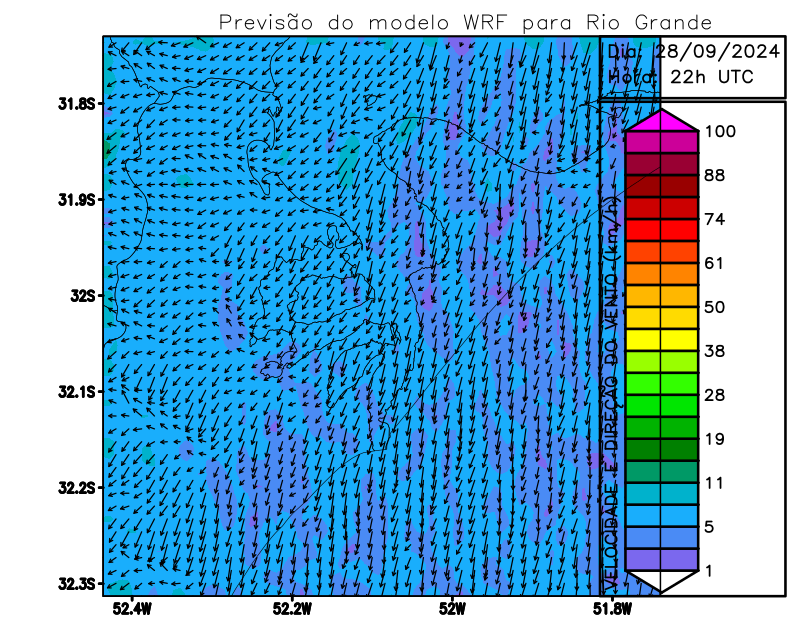 Previsão do modelo WRF para Rio Grande
Dia: 28/09/2024
Hora: 22h UTC
31.8S
31.9S
32S
32.1S
32.2S
32.3S
52.4W
52.2W
52W
51.8W
VELOCIDADE E DIREÇÃO DO VENTO (km/h)
100
88
74
61
50
38
28
19
11
5
1